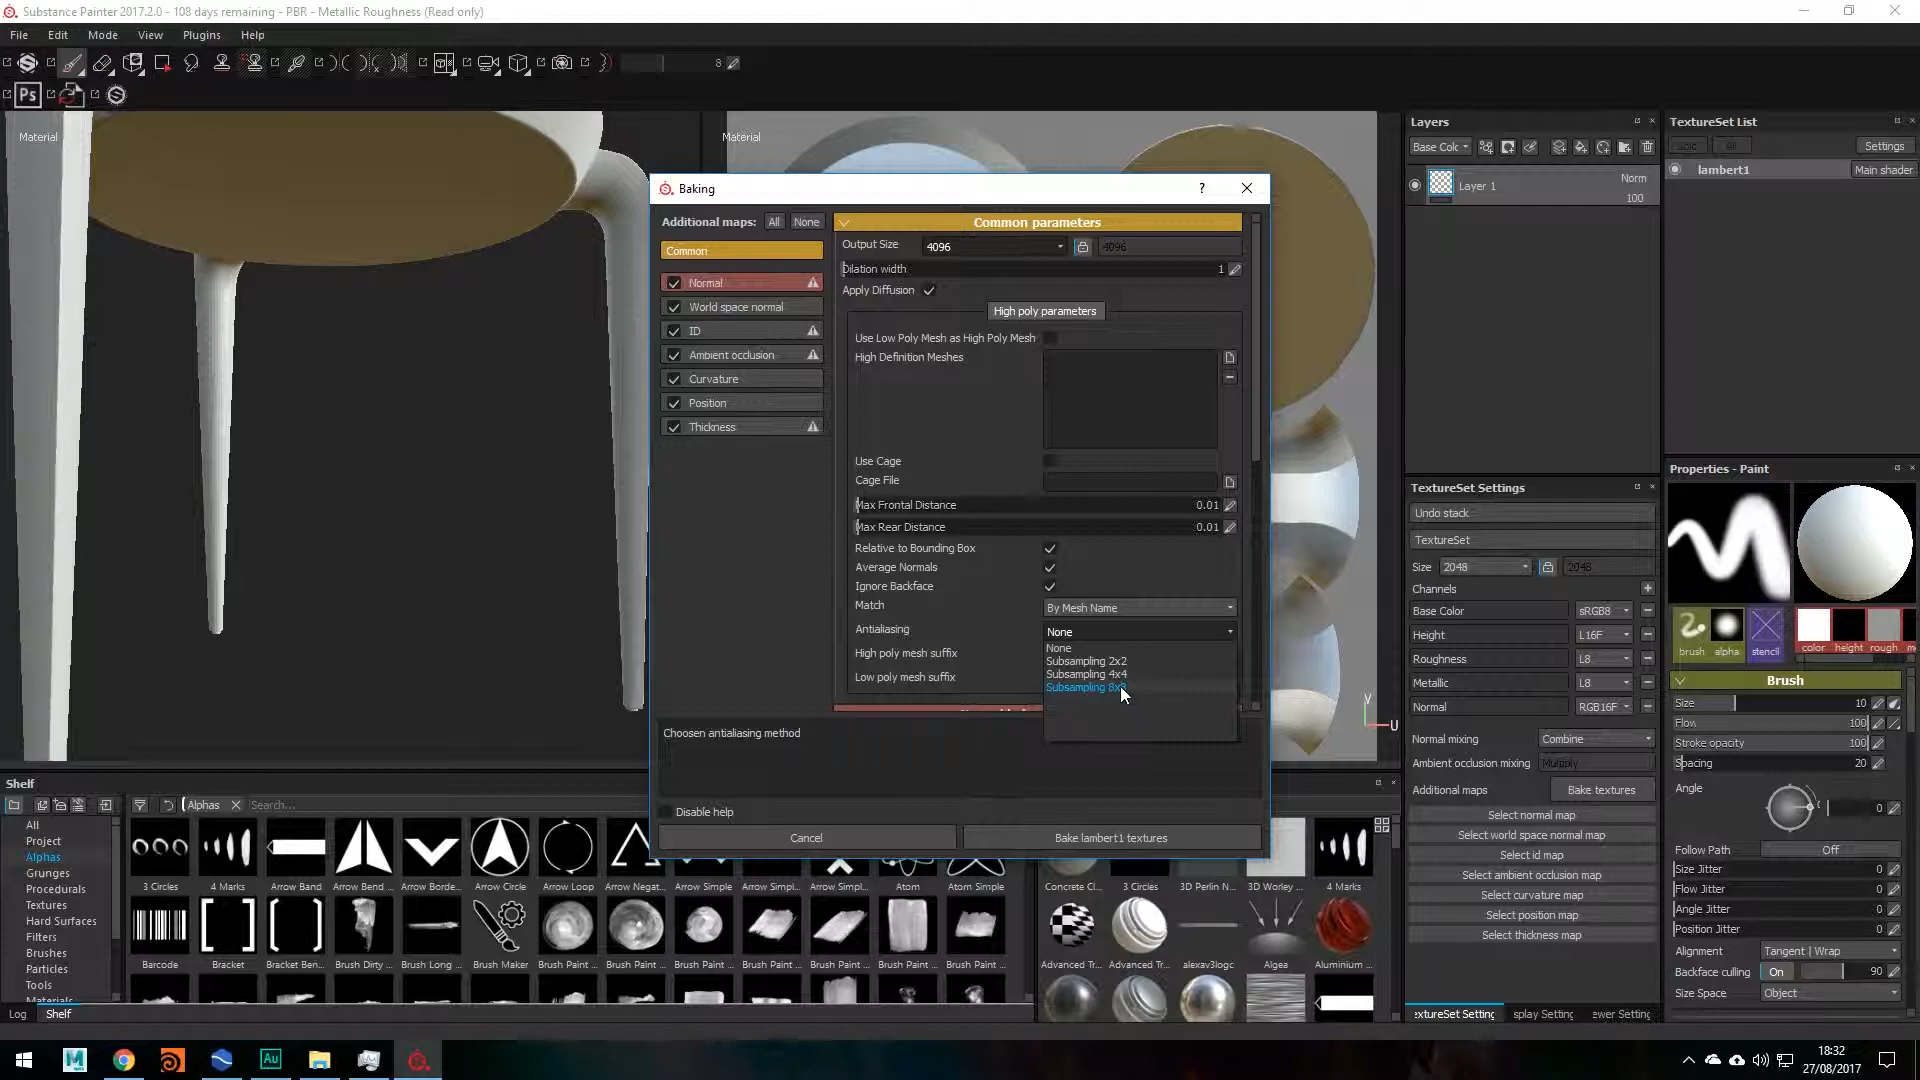 Substance Painter 2017.2.0 - 108 days remaining - PBR - Metallic Roughness (Read only)
File Edit Mode View Plugins Help
8
Ps
Material
Material
Baking
?
Additional maps: All None
Common
Normal
World space normal
ID
Ambient occlusion
Curvature
Position
Thickness
Common parameters
Output Size 4096 4096
Dilation width 1
Apply Diffusion
High poly parameters
Use Low Poly Mesh as High Poly Mesh
High Definition Meshes
Use Cage
Cage File
Max Frontal Distance 0.01
Max Rear Distance 0.01
Relative to Bounding Box
Average Normals
Ignore Backface
Match By Mesh Name
Antialiasing None
None
Subsampling 2x2
Subsampling 4x4
Subsampling 8x8
High poly mesh suffix
Low poly mesh suffix
Choosen antialiasing method
Disable help
Cancel
Bake lambert1 textures
V
U
Layers
Base Colc
Layer 1
Norm
100
TextureSet List
Settings
lambert1
Main shader
TextureSet Settings
Undo stack
TextureSet
Size 2048 2048
Channels
Base Color sRGB8
Height L16F
Roughness L8
Metallic L8
Normal RGB16F
Normal mixing Combine
Ambient occlusion mixing Multiply
Additional maps Bake textures
Select normal map
Select world space normal map
Select id map
Select ambient occlusion map
Select curvature map
Select position map
Select thickness map
extureSet Setting splay Setting ewer Setting
Properties - Paint
brush alpha stencil
color height rough m
Brush
Size 10
Flow 100
Stroke opacity 100
Spacing 20
Angle 0
Follow Path Off
Size Jitter 0
Flow Jitter 0
Angle Jitter 0
Position Jitter 0
Alignment Tangent | Wrap
Backface culling On 90
Size Space Object
Shelf
Alphas
Search...
All
Project
Alphas
Grunges
Procedurals
Textures
Hard Surfaces
Filters
Brushes
Particles
Tools
Materials
3 Circles 4 Marks Arrow Band Arrow Bend ... Arrow Borde... Arrow Circle Arrow Loop Arrow Negat... Arrow Simple Arrow Simpl... Arrow Simpl... Atom Atom Simple
Barcode Bracket Bracket Ben... Brush Dirty ... Brush Long ... Brush Maker Brush Paint ... Brush Paint ... Brush Paint ... Brush Paint ... Brush Paint ... Brush Paint ... Brush Paint ...
Concrete Cl... 3 Circles 3D Perlin N... 3D Worley ... 4 Marks
Advanced Tr... Advanced Tr... alexav3logc Algea Aluminium ...
Log Shelf
M
Au
18:32
27/08/2017